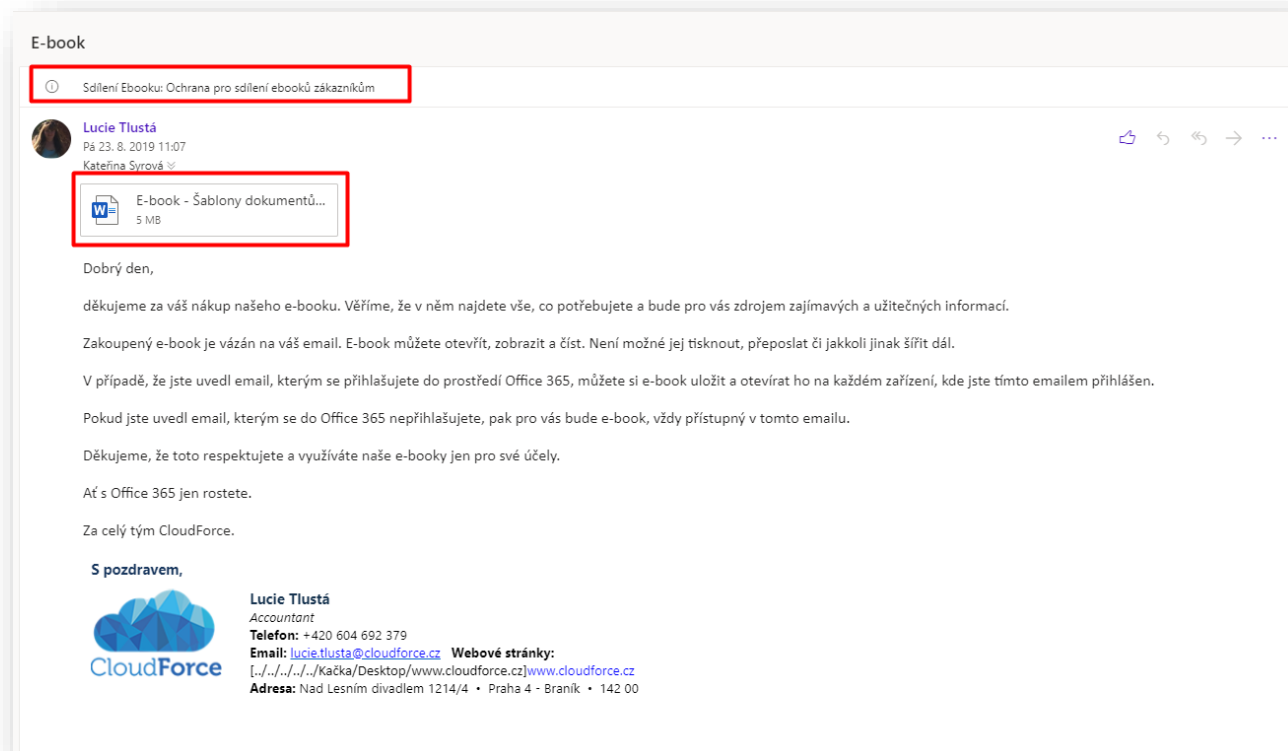 E-book
Sdílení Ebooku: Ochrana pro sdílení ebooků zákazníkům
Lucie Tlustá
Pá 23. 8. 2019 11:07
Kateřina Syrová
E-book - Šablony dokumentů...
5 MB
Dobrý den,
děkujeme za váš nákup našeho e-booku. Věříme, že v něm najdete vše, co potřebujete a bude pro vás zdrojem zajímavých a užitečných informací.
Zakoupený e-book je vázán na váš email. E-book můžete otevřít, zobrazit a číst. Není možné jej tisknout, přeposlat či jakkoli jinak šířit dál.
V případě, že jste uvedl email, kterým se přihlašujete do prostředí Office 365, můžete si e-book uložit a otevírat ho na každém zařízení, kde jste tímto emailem přihlášen.
Pokud jste uvedl email, kterým se do Office 365 nepřihlašujete, pak pro vás bude e-book, vždy přístupný v tomto emailu.
Děkujeme, že toto respektujete a využíváte naše e-booky jen pro své účely.
Ať s Office 365 jen rostete.
Za celý tým CloudForce.
S pozdravem,
CloudForce
Lucie Tlustá
Accountant
Telefon: +420 604 692 379
Email: lucie.tlusta@cloudforce.cz Webové stránky:
[../../../../../Kačka/Desktop/www.cloudforce.cz]www.cloudforce.cz
Adresa: Nad Lesním divadlem 1214/4 • Praha 4 - Braník • 142 00